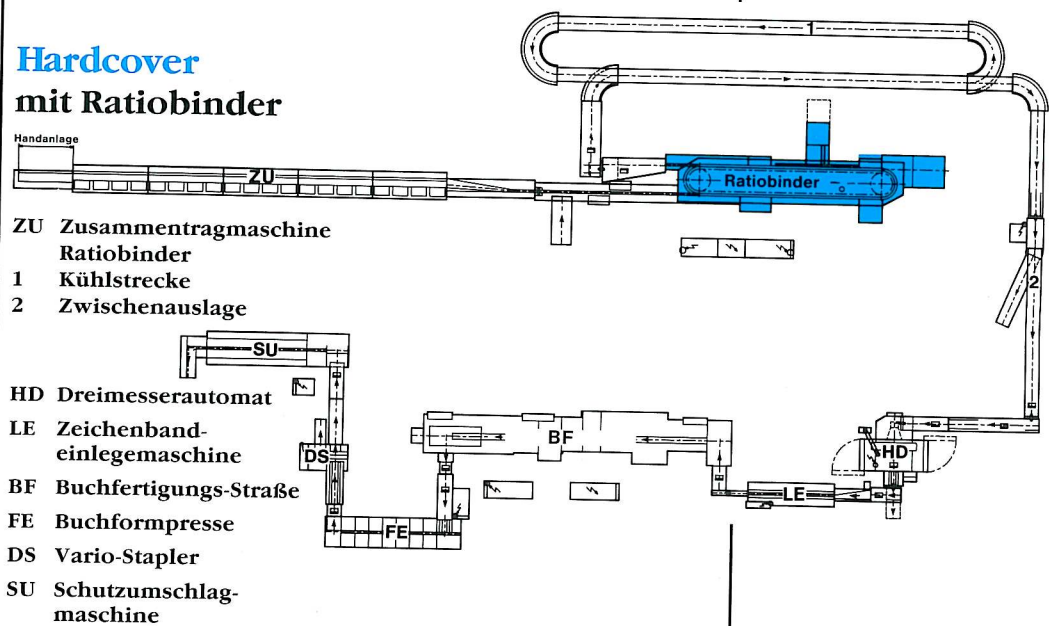 Hardcover
mit Ratiobinder
Handanlage
ZU
Ratiobinder
1
2
ZU Zusammentragmaschine
Ratiobinder
1 Kühlstrecke
2 Zwischenauslage
HD Dreimesserautomat
LE Zeichenband-
einlegemaschine
BF Buchfertigungs-Straße
FE Buchformpresse
DS Vario-Stapler
SU Schutzumschlag-
maschine
SU
DS
FE
BF
LE
HD